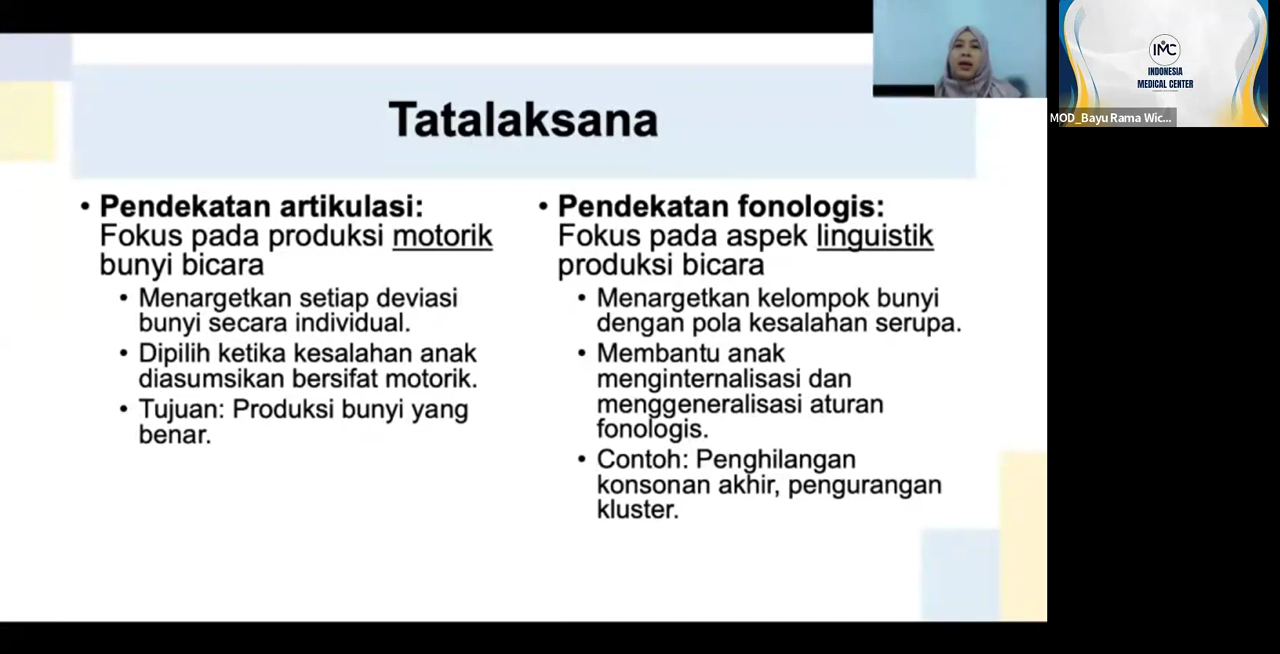 Tatalaksana
• Pendekatan artikulasi:
Fokus pada produksi motorik
bunyi bicara
• Menargetkan setiap deviasi
bunyi secara individual.
• Dipilih ketika kesalahan anak
diasumsikan bersifat motorik.
• Tujuan: Produksi bunyi yang
benar.
• Pendekatan fonologis:
Fokus pada aspek linguistik
produksi bicara
• Menargetkan kelompok bunyi
dengan pola kesalahan serupa.
• Membantu anak
menginternalisasi dan
menggeneralisasi aturan
fonologis.
• Contoh: Penghilangan
konsonan akhir, pengurangan
kluster.
IMC
INDONESIA
MEDICAL CENTER
MOD_Bayu Rama Wic...